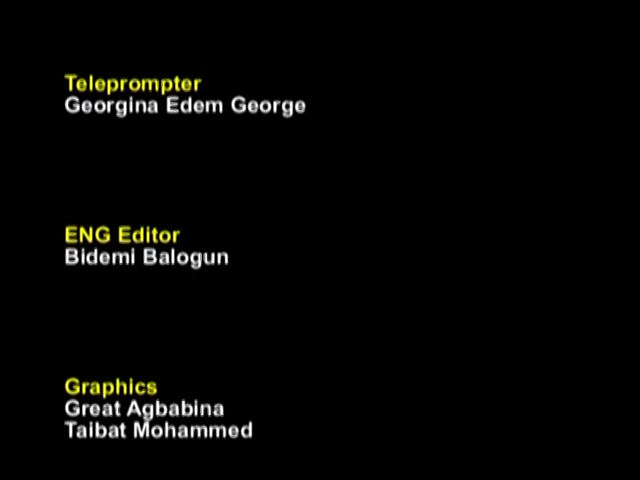 Teleprompter
Georgina Edem George
ENG Editor
Bidemi Balogun
Graphics
Great Agbabina
Taibat Mohammed